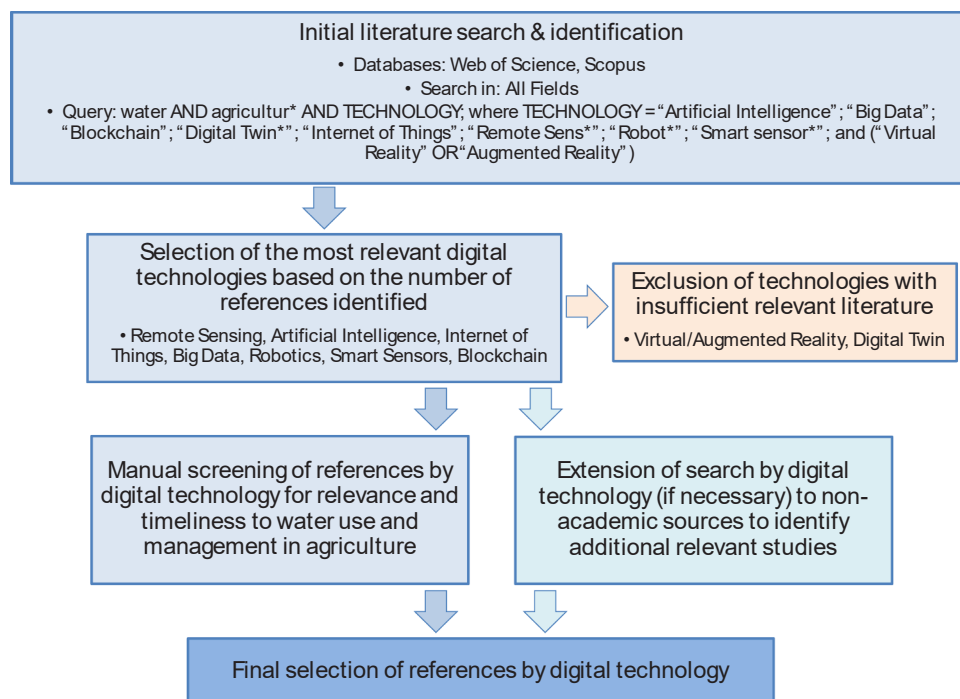 Initial literature search & identification
• Databases: Web of Science, Scopus
• Search in: All Fields
• Query: water AND agricultur* AND TECHNOLOGY; where TECHNOLOGY = “Artificial Intelligence”; “Big Data”;
“Blockchain”; “Digital Twin*”; “Internet of Things”; “Remote Sens*”; “Robot*”; “Smart sensor*”; and (“Virtual
Reality” OR “Augmented Reality”)
Selection of the most relevant digital
technologies based on the number of
references identified
• Remote Sensing, Artificial Intelligence, Internet of
Things, Big Data, Robotics, Smart Sensors, Blockchain
Exclusion of technologies with
insufficient relevant literature
• Virtual/Augmented Reality, Digital Twin
Manual screening of references by
digital technology for relevance and
timeliness to water use and
management in agriculture
Extension of search by digital
technology (if necessary) to non-
academic sources to identify
additional relevant studies
Final selection of references by digital technology